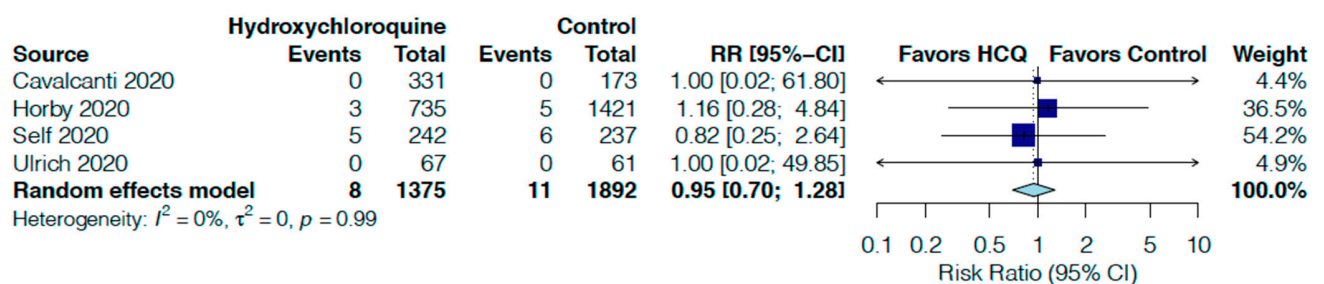 Hydroxychloroquine Control
Source Events Total Events Total RR [95%−CI] Favors HCQ Favors Control Weight
Cavalcanti 2020 0 331 0 173 1.00 [0.02; 61.80] 4.4%
Horby 2020 3 735 5 1421 1.16 [0.28; 4.84] 36.5%
Self 2020 5 242 6 237 0.82 [0.25; 2.64] 54.2%
Ulrich 2020 0 67 0 61 1.00 [0.02; 49.85] 4.9%
Random effects model 8 1375 11 1892 0.95 [0.70; 1.28] 100.0%
Heterogeneity: I² = 0%, τ² = 0, p = 0.99
0.1 0.2 0.5 1 2 5 10
Risk Ratio (95% CI)